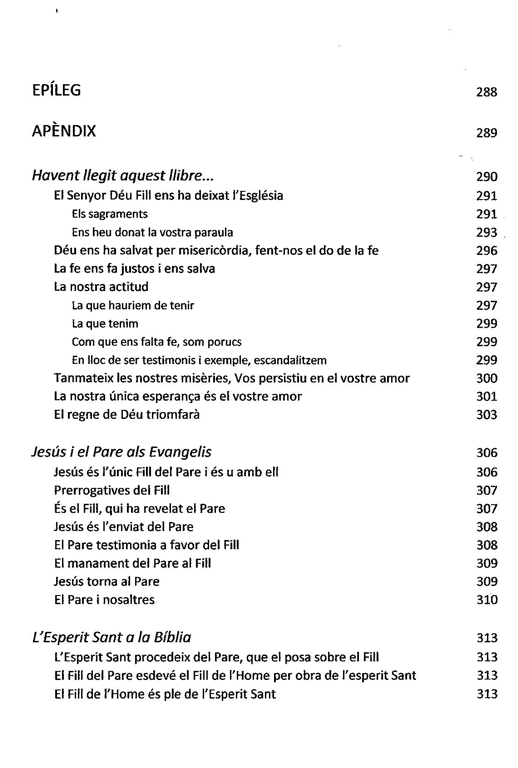 EPÍLEG 288
APÈNDIX 289
Havent llegit aquest llibre... 290
El Senyor Déu Fill ens ha deixat l'Església 291
Els sagraments 291
Ens heu donat la vostra paraula 293
Déu ens ha salvat per misericòrdia, fent-nos el do de la fe 296
La fe ens fa justos i ens salva 297
La nostra actitud 297
La que hauriem de tenir 297
La que tenim 299
Com que ens falta fe, som porucs 299
En lloc de ser testimonis i exemple, escandalitzem 299
Tanmateix les nostres misèries, Vos persistiu en el vostre amor 300
La nostra única esperança és el vostre amor 301
El regne de Déu triomfarà 303
Jesús i el Pare als Evangelis 306
Jesús és l'únic Fill del Pare i és u amb ell 306
Prerrogatives del Fill 307
És el Fill, qui ha revelat el Pare 307
Jesús és l'enviat del Pare 308
El Pare testimonia a favor del Fill 308
El manament del Pare al Fill 309
Jesús torna al Pare 309
El Pare i nosaltres 310
L'Esperit Sant a la Bíblia 313
L'Esperit Sant procedeix del Pare, que el posa sobre el Fill 313
El Fill del Pare esdevé el Fill de l'Home per obra de l'esperit Sant 313
El Fill de l'Home és ple de l'Esperit Sant 313